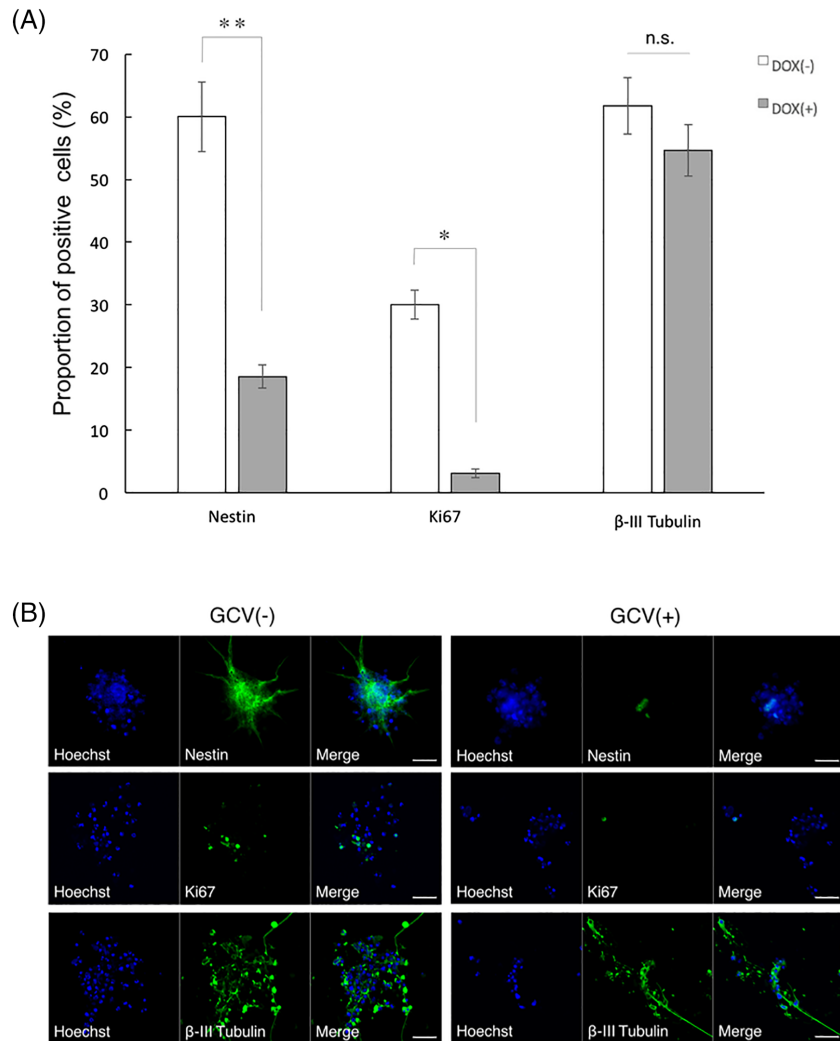 (A)
Proportion of positive cells (%)
70
60
50
40
30
20
10
0
**
*
n.s.
DOX(-)
DOX(+)
Nestin
Ki67
β-III Tubulin
(B)
GCV(-)
GCV(+)
Hoechst
Nestin
Merge
Hoechst
Nestin
Merge
Hoechst
Ki67
Merge
Hoechst
Ki67
Merge
Hoechst
β-III Tubulin
Merge
Hoechst
β-III Tubulin
Merge